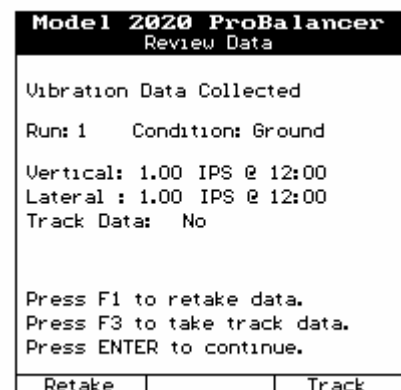 Model 2020 ProBalancer
Review Data
Vibration Data Collected
Run: 1 Condition: Ground
Vertical: 1.00 IPS @ 12:00
Lateral : 1.00 IPS @ 12:00
Track Data: No
Press F1 to retake data.
Press F3 to take track data.
Press ENTER to continue.
Retake Track